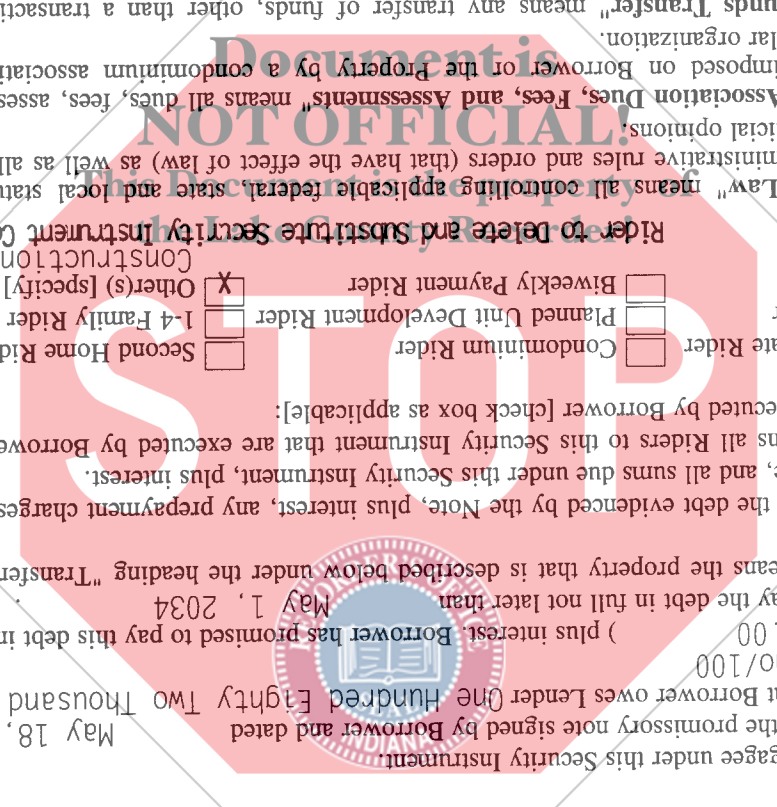 gagee under this Security Instrument.
the promissory note signed by Borrower and dated May 18,
t Borrower owes Lender One Hundred Eighty Two Thousand
o/100
.00 ) plus interest. Borrower has promised to pay this debt in
ay the debt in full not later than May 1, 2034 .
eans the property that is described below under the heading "Transfer
the debt evidenced by the Note, plus interest, any prepayment charges
e, and all sums due under this Security Instrument, plus interest.
ns all Riders to this Security Instrument that are executed by Borrowe
ecuted by Borrower [check box as applicable]:
ate Rider Condominium Rider Second Home Rid
r Planned Unit Development Rider 1-4 Family Rider
Biweekly Payment Rider X Other(s) [specify]
Construction
Rider to Delete and Substitute Security Instrument Co
Law" means all controlling applicable federal, state and local statu
ministrative rules and orders (that have the effect of law) as well as all
icial opinions.
Association Dues, Fees, and Assessments" means all dues, fees, asses
imposed on Borrower or the Property by a condominium associati
lar organization.
unds Transfer" means any transfer of funds, other than a transacti
Document is
NOT OFFICIAL!
This Document is the property of
the Lake County Recorder!
STOP
SEAL
INDIANA